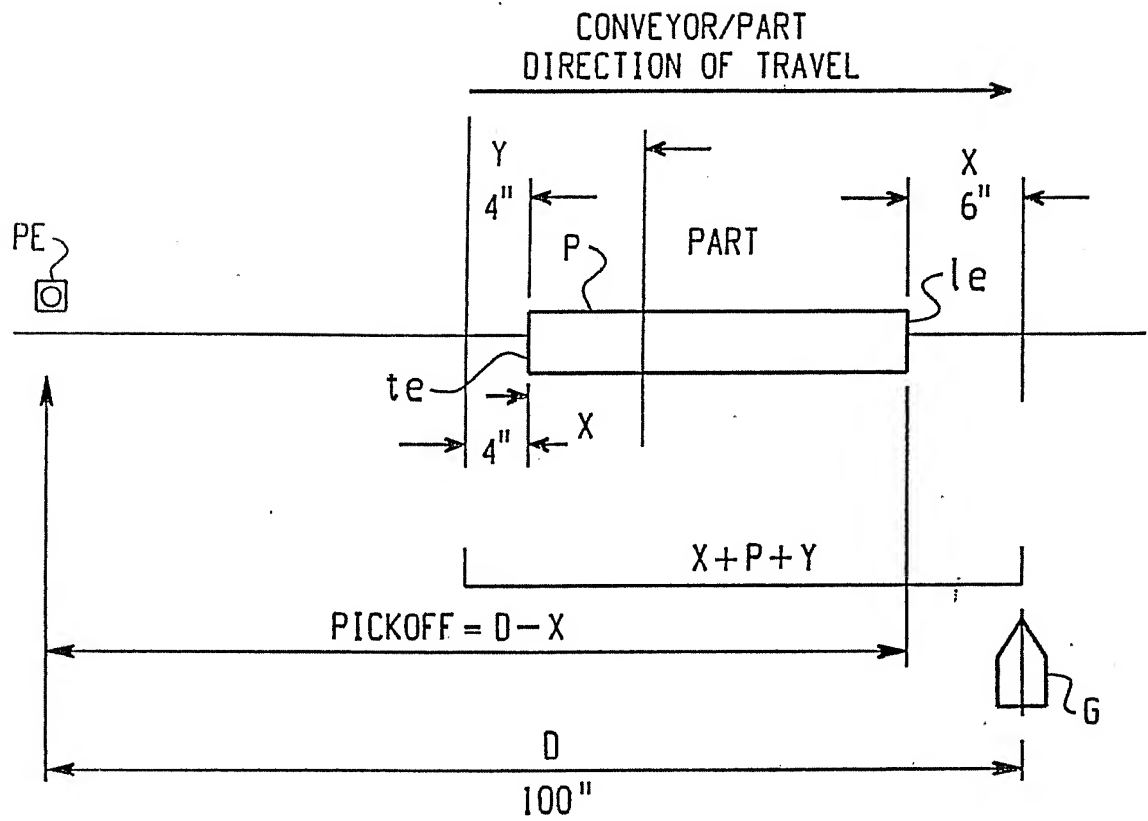 CONVEYOR/PART
DIRECTION OF TRAVEL
Y
4"
X
6"
PE
P
PART
le
te
4"
X
X+P+Y
PICKOFF = D-X
G
D
100"